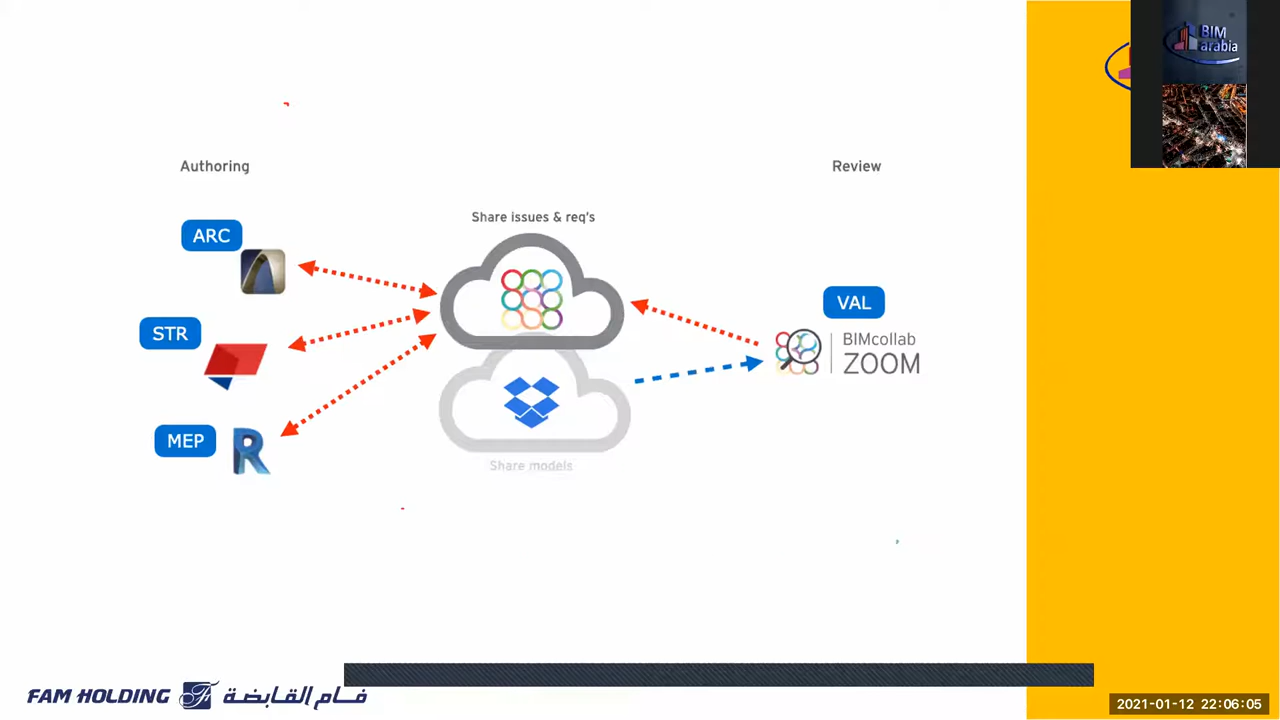 BIM
arabia
Authoring
Review
Share issues & req's
ARC
STR
MEP
VAL
BIMcollab
ZOOM
Share models
FAM HOLDING
فام القابضة
2021-01-12 22:06:05